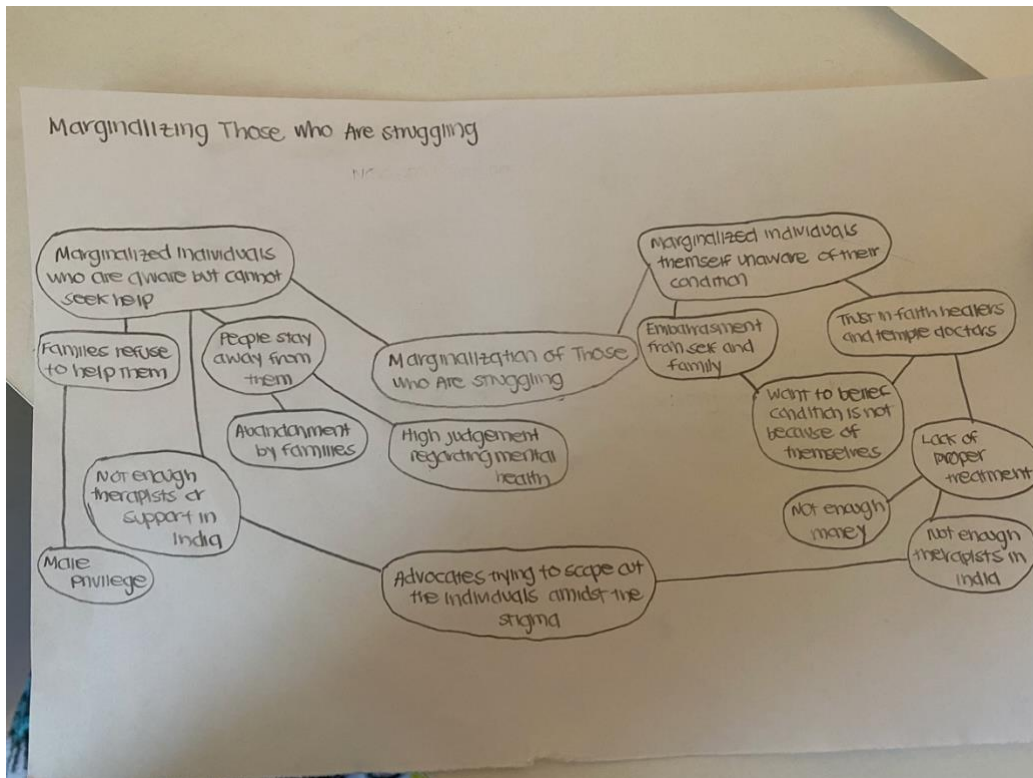 Marginalizing Those Who Are struggling
Marginalized individuals
who are aware but cannot
seek help
Families refuse
to help them
People stay
away from
them
Marginalization of Those
Who Are struggling
Marginalized individuals
themself unaware of their
condition
Embarrasment
from self and
family
Trust in faith healers
and temple doctors
Want to belief
condition is not
because of
themselves
Abandonment
by families
High judgement
regarding mental
health
Lack of
proper
treatment
Not enough
therapists or
support in
India
Not enough
money
Not enough
therapists in
india
Male
privilege
Advocates trying to scope out
the individuals amidst the
stigma